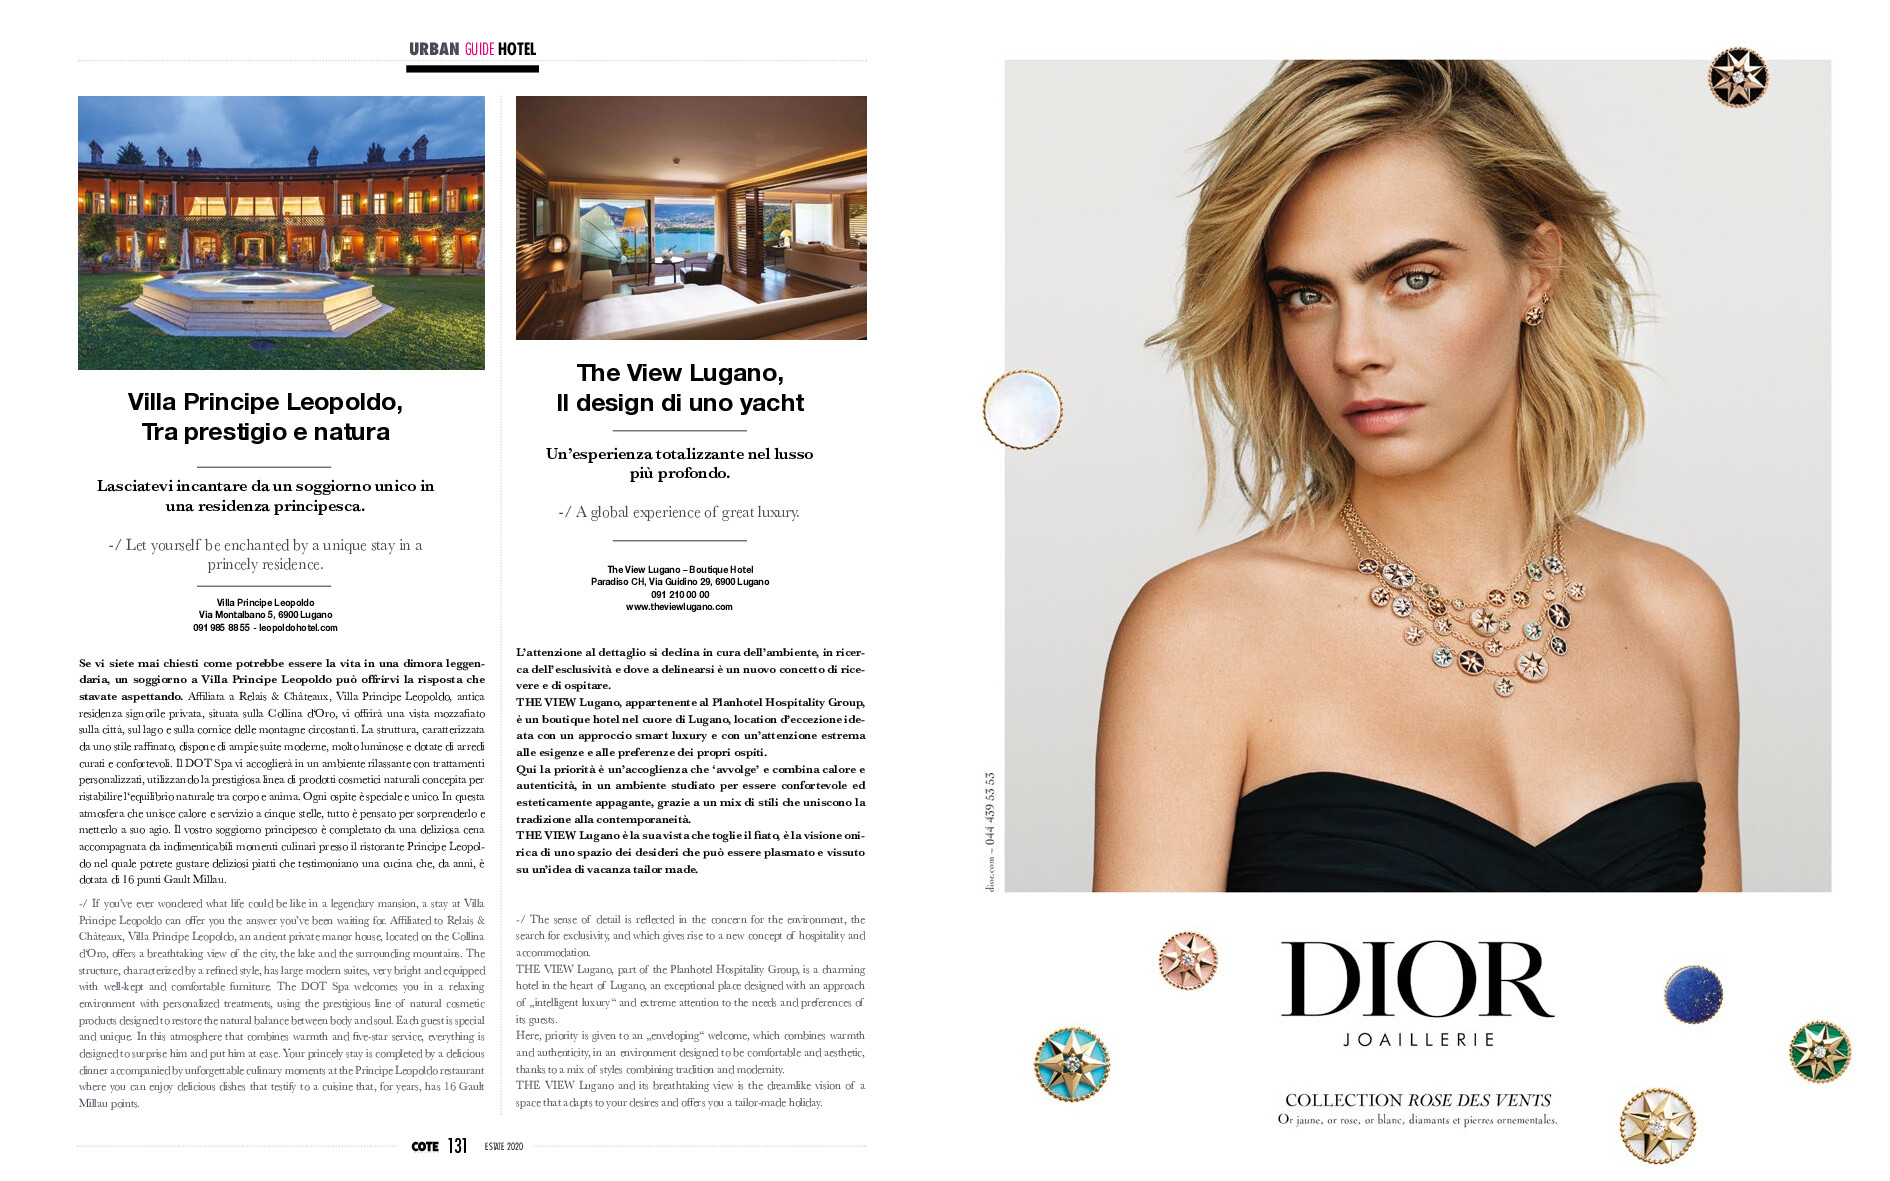 URBAN GUIDE HOTEL
Villa Principe Leopoldo,
Tra prestigio e natura
Lasciatevi incantare da un soggiorno unico in
una residenza principesca.
-/ Let yourself be enchanted by a unique stay in a
princely residence.
Villa Principe Leopoldo
Via Montalbano 5, 6900 Lugano
091 985 88 55 - leopoldohotel.com
Se vi siete mai chiesti come potrebbe essere la vita in una dimora leggen-
daria, un soggiorno a Villa Principe Leopoldo può offrirvi la risposta che
stavate aspettando. Affiliata a Relais & Châteaux, Villa Principe Leopoldo, antica
residenza signorile privata, situata sulla Collina d'Oro, vi offrirà una vista mozzafiato
sulla città, sul lago e sulla cornice delle montagne circostanti. La struttura, caratterizzata
da uno stile raffinato, dispone di ampie suite moderne, molto luminose e dotate di arredi
curati e confortevoli. Il DOT Spa vi accoglierà in un ambiente rilassante con trattamenti
personalizzati, utilizzando la prestigiosa linea di prodotti cosmetici naturali concepita per
ristabilire l'equilibrio naturale tra corpo e anima. Ogni ospite è speciale e unico. In questa
atmosfera che unisce calore e servizio a cinque stelle, tutto è pensato per sorprenderlo e
metterlo a suo agio. Il vostro soggiorno principesco è completato da una deliziosa cena
accompagnata da indimenticabili momenti culinari presso il ristorante Principe Leopol-
do nel quale potrete gustare deliziosi piatti che testimoniano una cucina che, da anni, è
dotata di 16 punti Gault Millau.
-/ If you've ever wondered what life could be like in a legendary mansion, a stay at Villa
Principe Leopoldo can offer you the answer you've been waiting for. Affiliated to Relais &
Châteaux, Villa Principe Leopoldo, an ancient private manor house, located on the Collina
d'Oro, offers a breathtaking view of the city, the lake and the surrounding mountains. The
structure, characterized by a refined style, has large modern suites, very bright and equipped
with well-kept and comfortable furniture. The DOT Spa welcomes you in a relaxing
environment with personalized treatments, using the prestigious line of natural cosmetic
products designed to restore the natural balance between body and soul. Each guest is special
and unique. In this atmosphere that combines warmth and five-star service, everything is
designed to surprise him and put him at ease. Your princely stay is completed by a delicious
dinner accompanied by unforgettable culinary moments at the Principe Leopoldo restaurant
where you can enjoy delicious dishes that testify to a cuisine that, for years, has 16 Gault
Millau points.
The View Lugano,
Il design di uno yacht
Un'esperienza totalizzante nel lusso
più profondo.
-/ A global experience of great luxury.
The View Lugano – Boutique Hotel
Paradiso CH, Via Guidino 29, 6900 Lugano
091 210 00 00
www.theviewlugano.com
L'attenzione al dettaglio si declina in cura dell'ambiente, in ricer-
ca dell'esclusività e dove a delinearsi è un nuovo concetto di rice-
vere e di ospitare.
THE VIEW Lugano, appartenente al Planhotel Hospitality Group,
è un boutique hotel nel cuore di Lugano, location d'eccezione ide-
ata con un approccio smart luxury e con un'attenzione estrema
alle esigenze e alle preferenze dei propri ospiti.
Qui la priorità è un'accoglienza che 'avvolge' e combina calore e
autenticità, in un ambiente studiato per essere confortevole ed
esteticamente appagante, grazie a un mix di stili che uniscono la
tradizione alla contemporaneità.
THE VIEW Lugano è la sua vista che toglie il fiato, è la visione oni-
rica di uno spazio dei desideri che può essere plasmato e vissuto
su un'idea di vacanza tailor made.
-/ The sense of detail is reflected in the concern for the environment, the
search for exclusivity, and which gives rise to a new concept of hospitality and
accommodation.
THE VIEW Lugano, part of the Planhotel Hospitality Group, is a charming
hotel in the heart of Lugano, an exceptional place designed with an approach
of „intelligent luxury“ and extreme attention to the needs and preferences of
its guests.
Here, priority is given to an „enveloping“ welcome, which combines warmth
and authenticity, in an environment designed to be comfortable and aesthetic,
thanks to a mix of styles combining tradition and modernity.
THE VIEW Lugano and its breathtaking view is the dreamlike vision of a
space that adapts to your desires and offers you a tailor-made holiday.
COTE 131 ESTATE 2020
dior.com – 044 439 53 53
DIOR
JOAILLERIE
COLLECTION ROSE DES VENTS
Or jaune, or rose, or blanc, diamants et pierres ornementales.